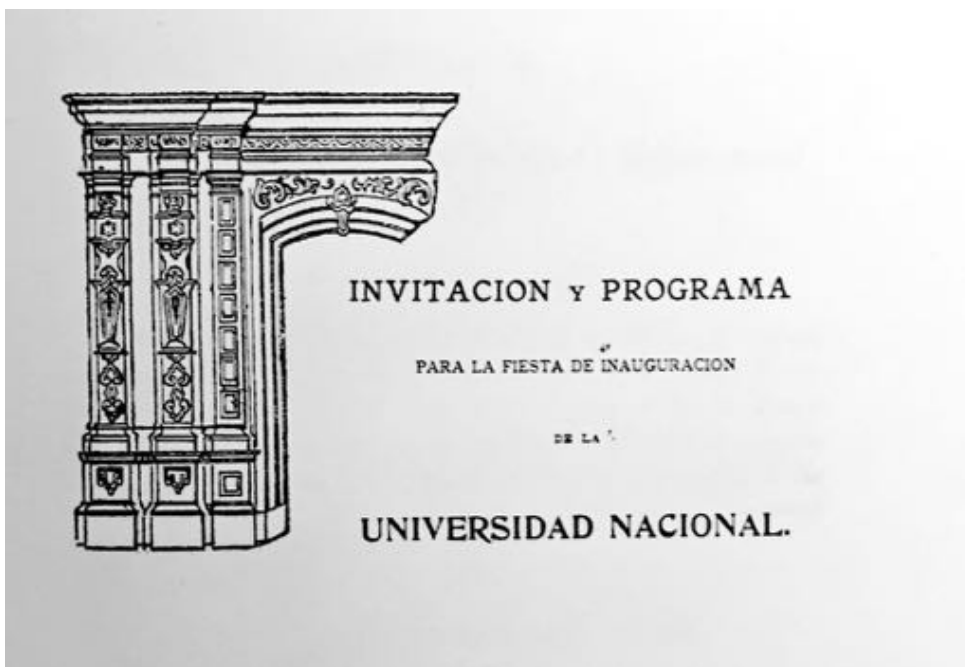 INVITACION Y PROGRAMA
PARA LA FIESTA DE INAUGURACION
DE LA
UNIVERSIDAD NACIONAL.